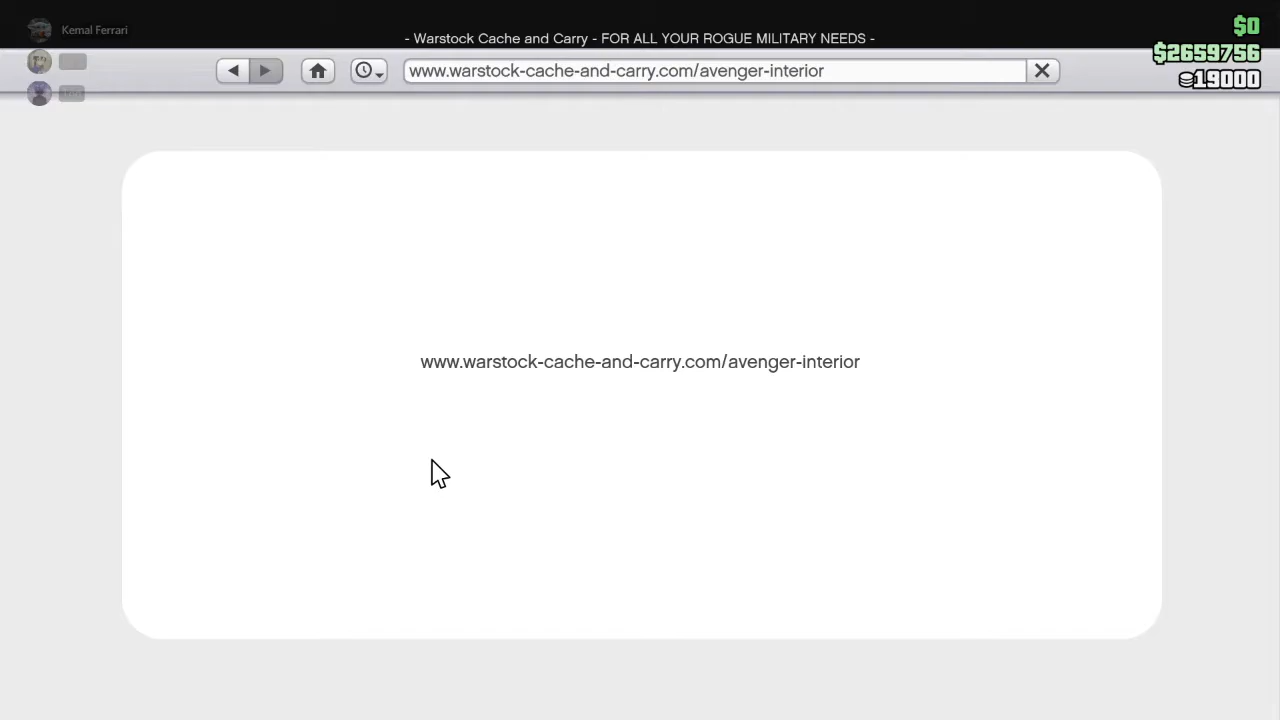 Kemal Ferrari
- Warstock Cache and Carry - FOR ALL YOUR ROGUE MILITARY NEEDS -
$0
$2659756
19000
www.warstock-cache-and-carry.com/avenger-interior
www.warstock-cache-and-carry.com/avenger-interior